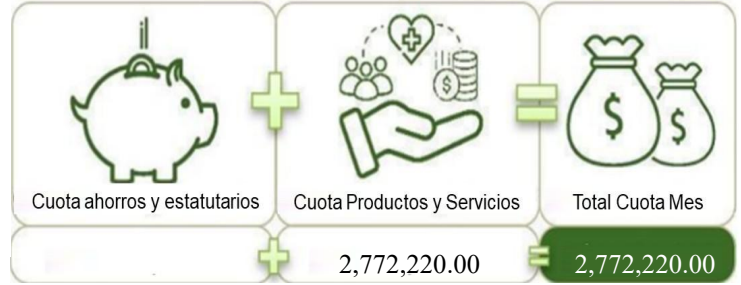 Cuota ahorros y estatutarios
Cuota Productos y Servicios
Total Cuota Mes
2,772,220.00
2,772,220.00